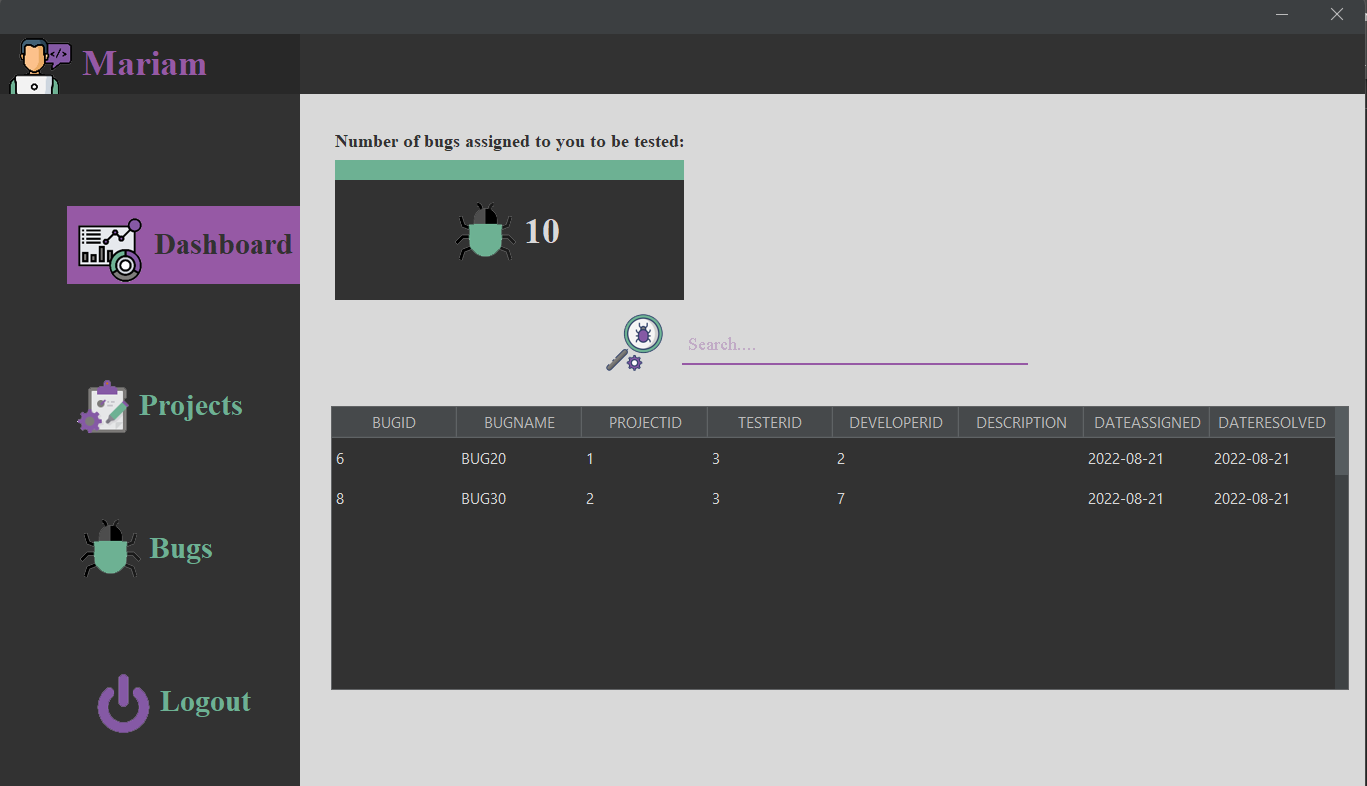 Mariam
Dashboard
Projects
Bugs
Logout
Number of bugs assigned to you to be tested:
10
Search....
BUGID BUGNAME PROJECTID TESTERID DEVELOPERID DESCRIPTION DATEASSIGNED DATERESOLVED
6 BUG20 1 3 2 2022-08-21 2022-08-21
8 BUG30 2 3 7 2022-08-21 2022-08-21